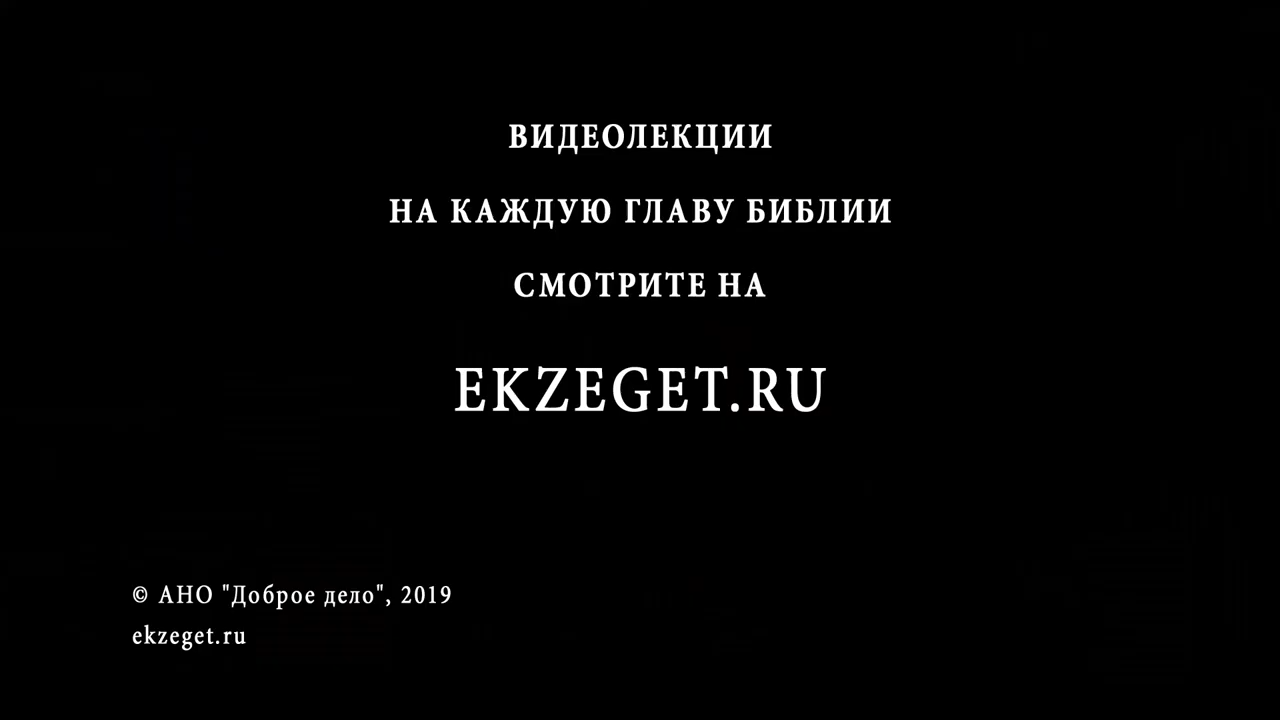 ВИДЕОЛЕКЦИИ
НА КАЖДУЮ ГЛАВУ БИБЛИИ
СМОТРИТЕ НА
EKZEGET.RU
© АНО "Доброе дело", 2019
ekzeget.ru